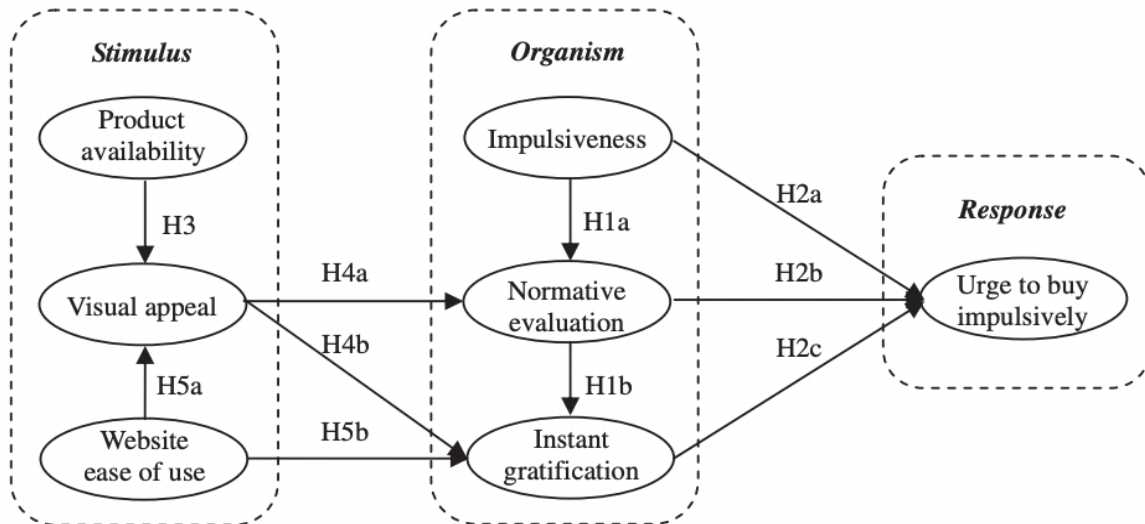 Stimulus
Product
availability
H3
Visual appeal
H5a
Website
ease of use
H4a
H4b
H5b
Organism
Impulsiveness
H1a
Normative
evaluation
H1b
Instant
gratification
H2a
H2b
H2c
Response
Urge to buy
impulsively